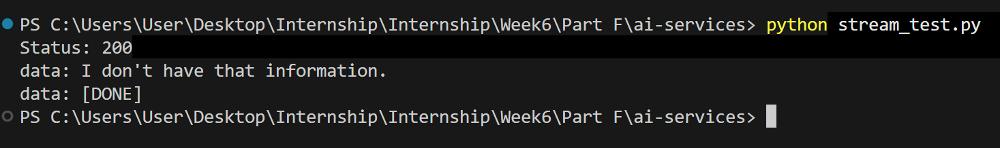 PS C:\Users\User\Desktop\Internship\Internship\Week6\Part F\ai-services> python stream_test.py
Status: 200
data: I don't have that information.
data: [DONE]
PS C:\Users\User\Desktop\Internship\Internship\Week6\Part F\ai-services>